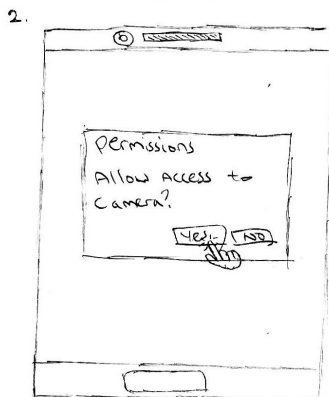 2.
Permissions
Allow Access to
Camera?
Yes NO